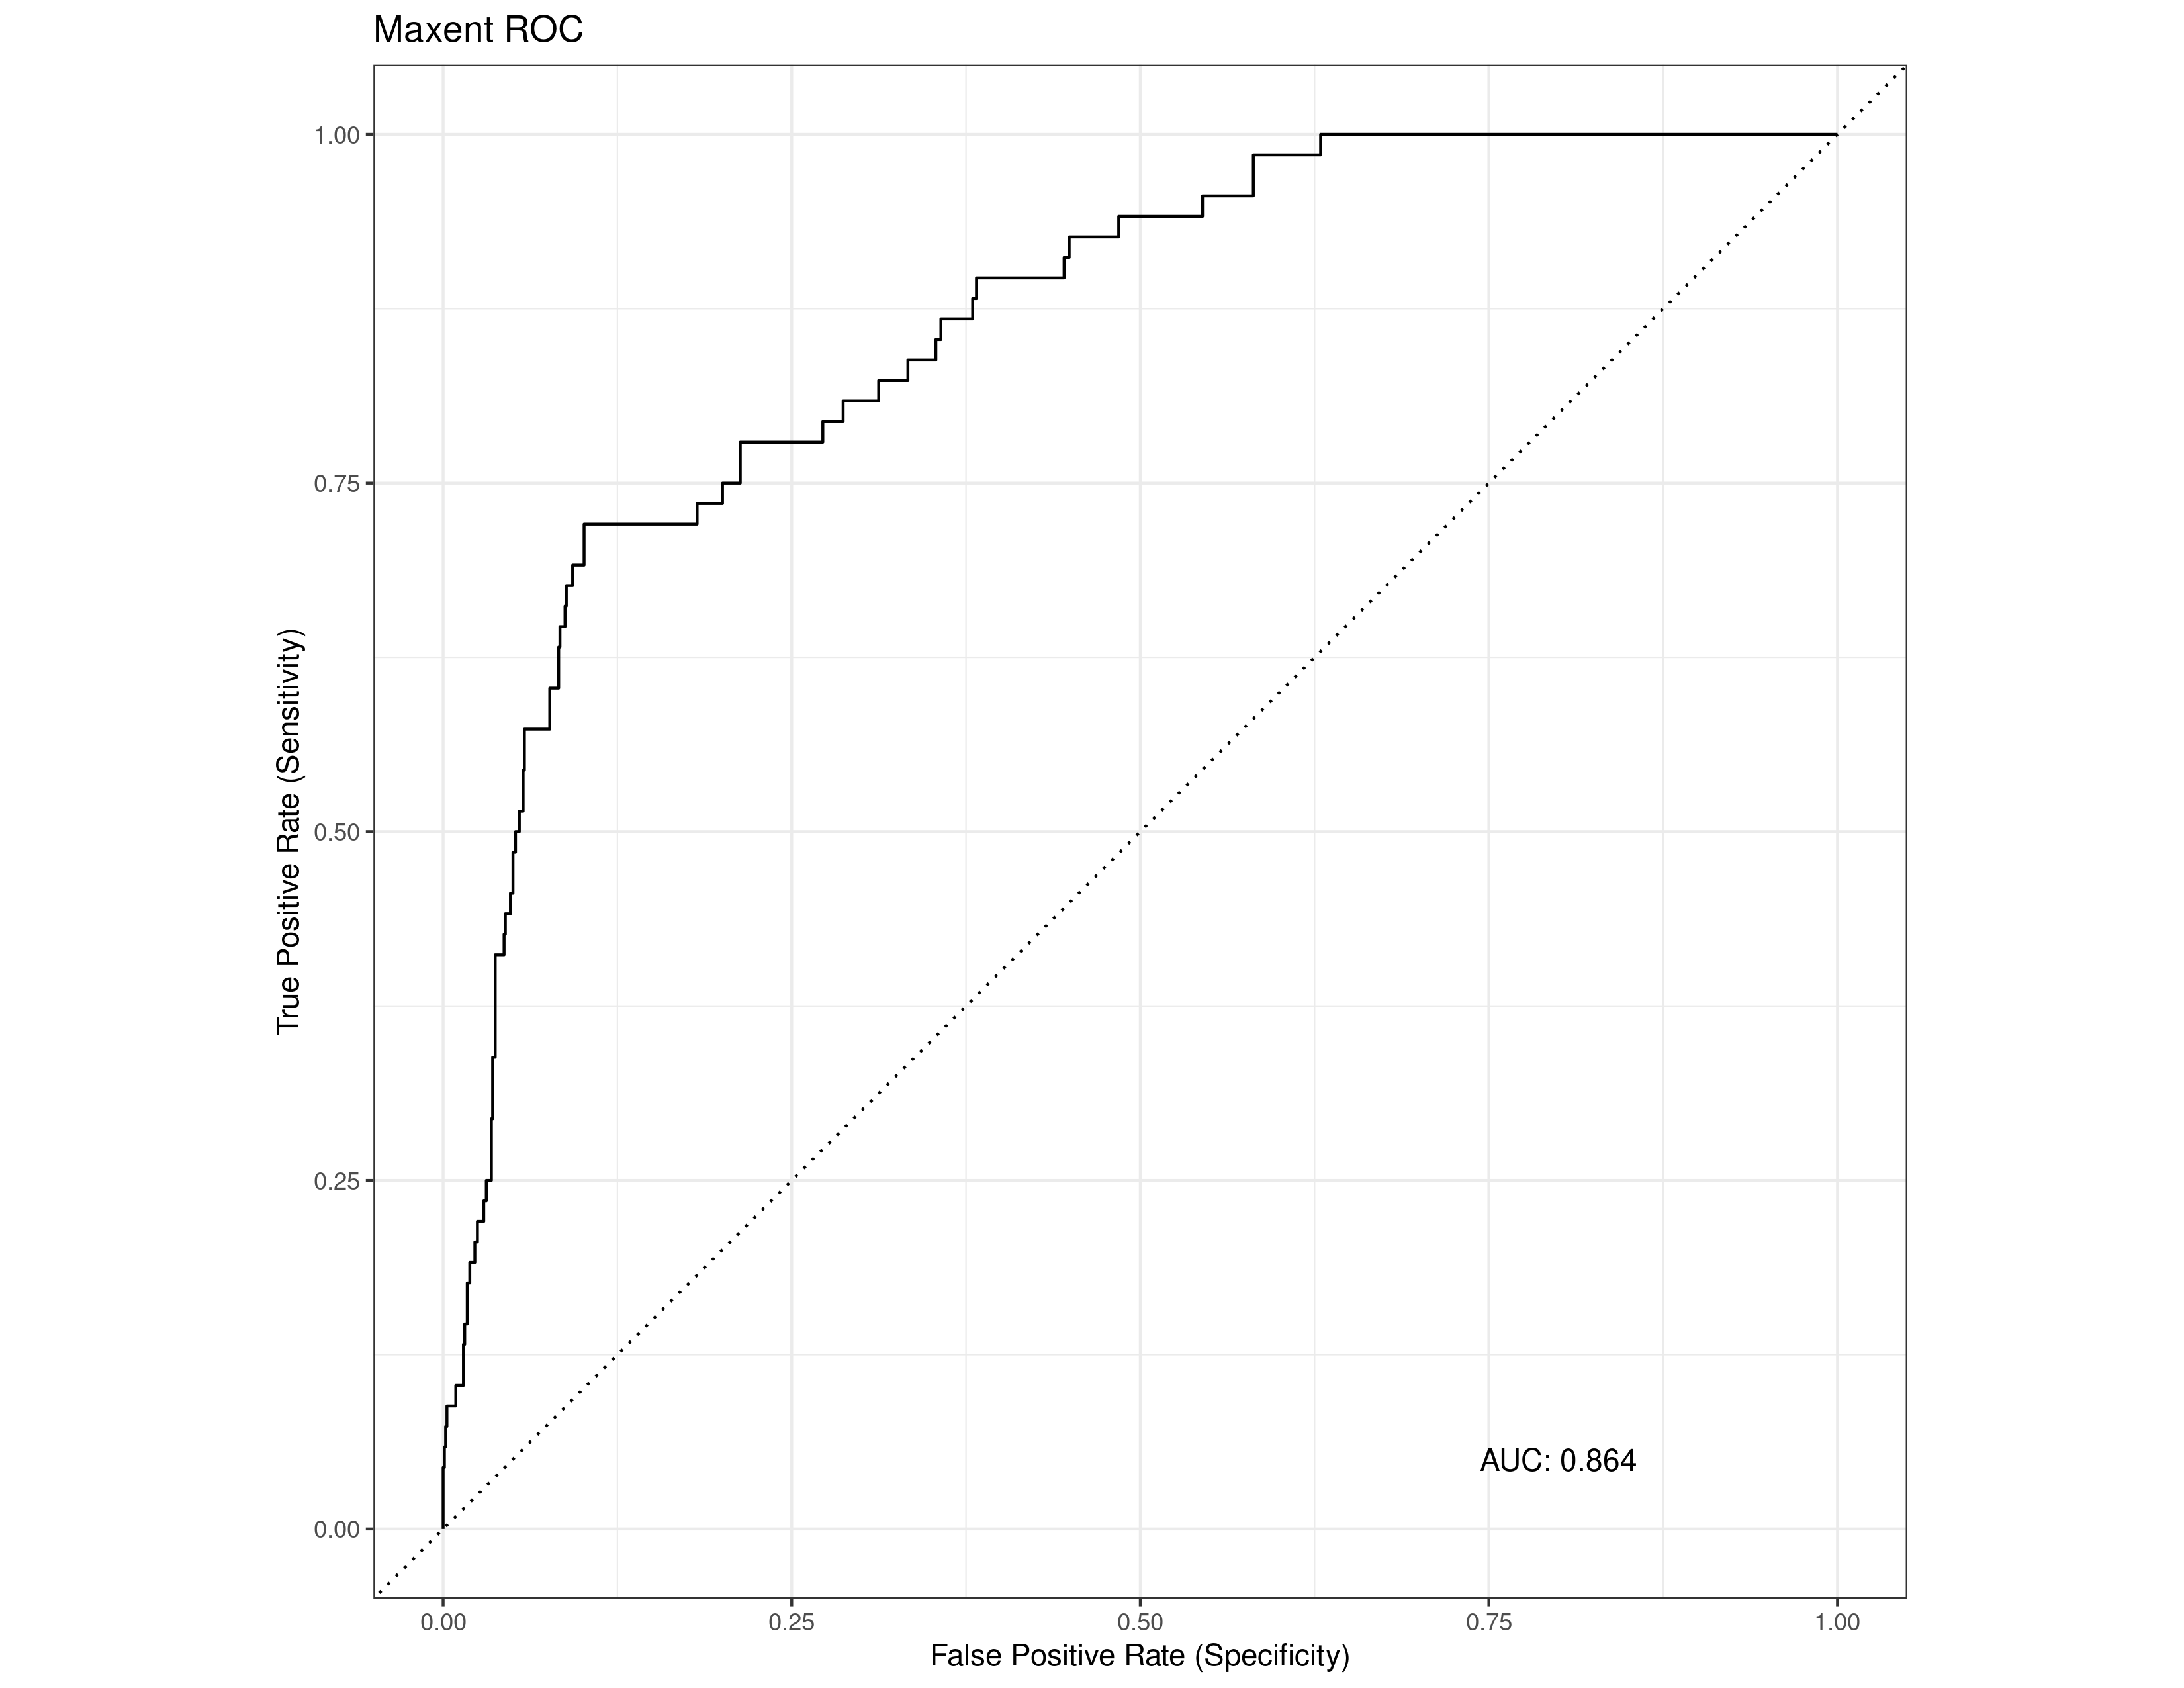 Maxent ROC
1.00
0.75
0.50
0.25
0.00
True Positive Rate (Sensitivity)
AUC: 0.864
0.00 0.25 0.50 0.75 1.00
False Positive Rate (Specificity)